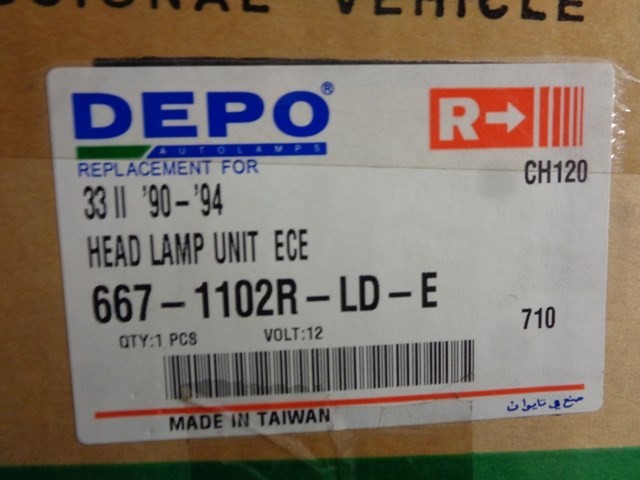 SSIONAL VEHICLE
DEPO®
AUTOLAMPS
REPLACEMENT FOR
R→
CH120
33 II '90-'94
HEAD LAMP UNIT ECE
667-1102R-LD-E
QTY:1 PCS VOLT:12
710
MADE IN TAIWAN
صنع في تايوان